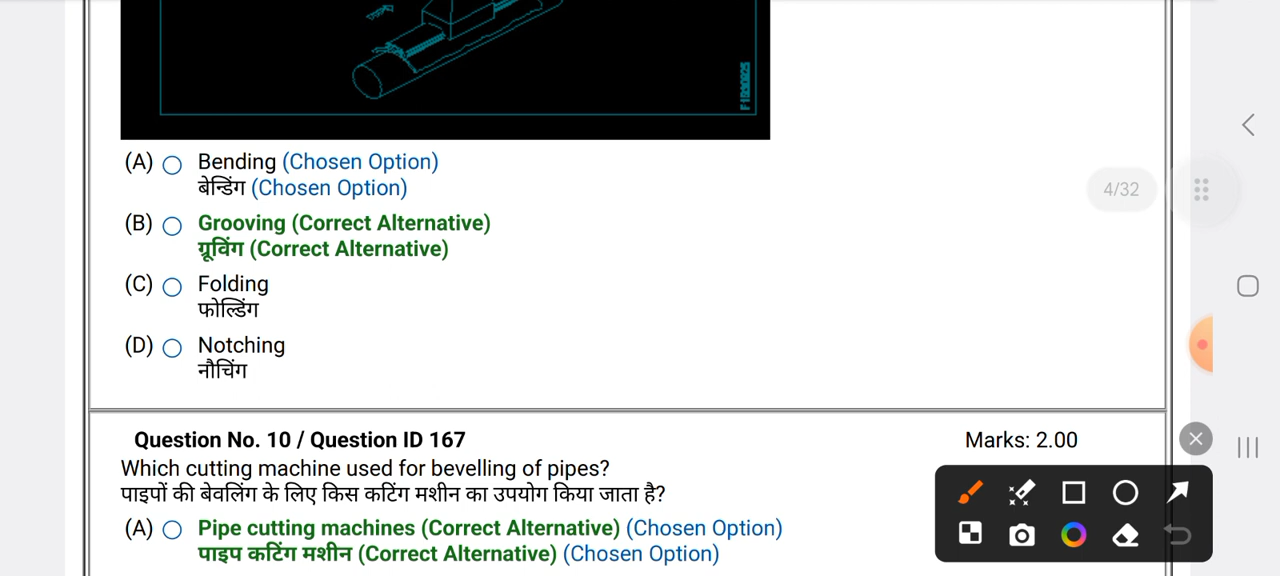 (A) Bending (Chosen Option)
बेन्डिंग (Chosen Option)
(B) Grooving (Correct Alternative)
ग्रूविंग (Correct Alternative)
(C) Folding
फोल्डिंग
(D) Notching
नौचिंग
4/32
Question No. 10 / Question ID 167 Marks: 2.00
Which cutting machine used for bevelling of pipes?
पाइपों की बेवलिंग के लिए किस कटिंग मशीन का उपयोग किया जाता है?
(A) Pipe cutting machines (Correct Alternative) (Chosen Option)
पाइप कटिंग मशीन (Correct Alternative) (Chosen Option)